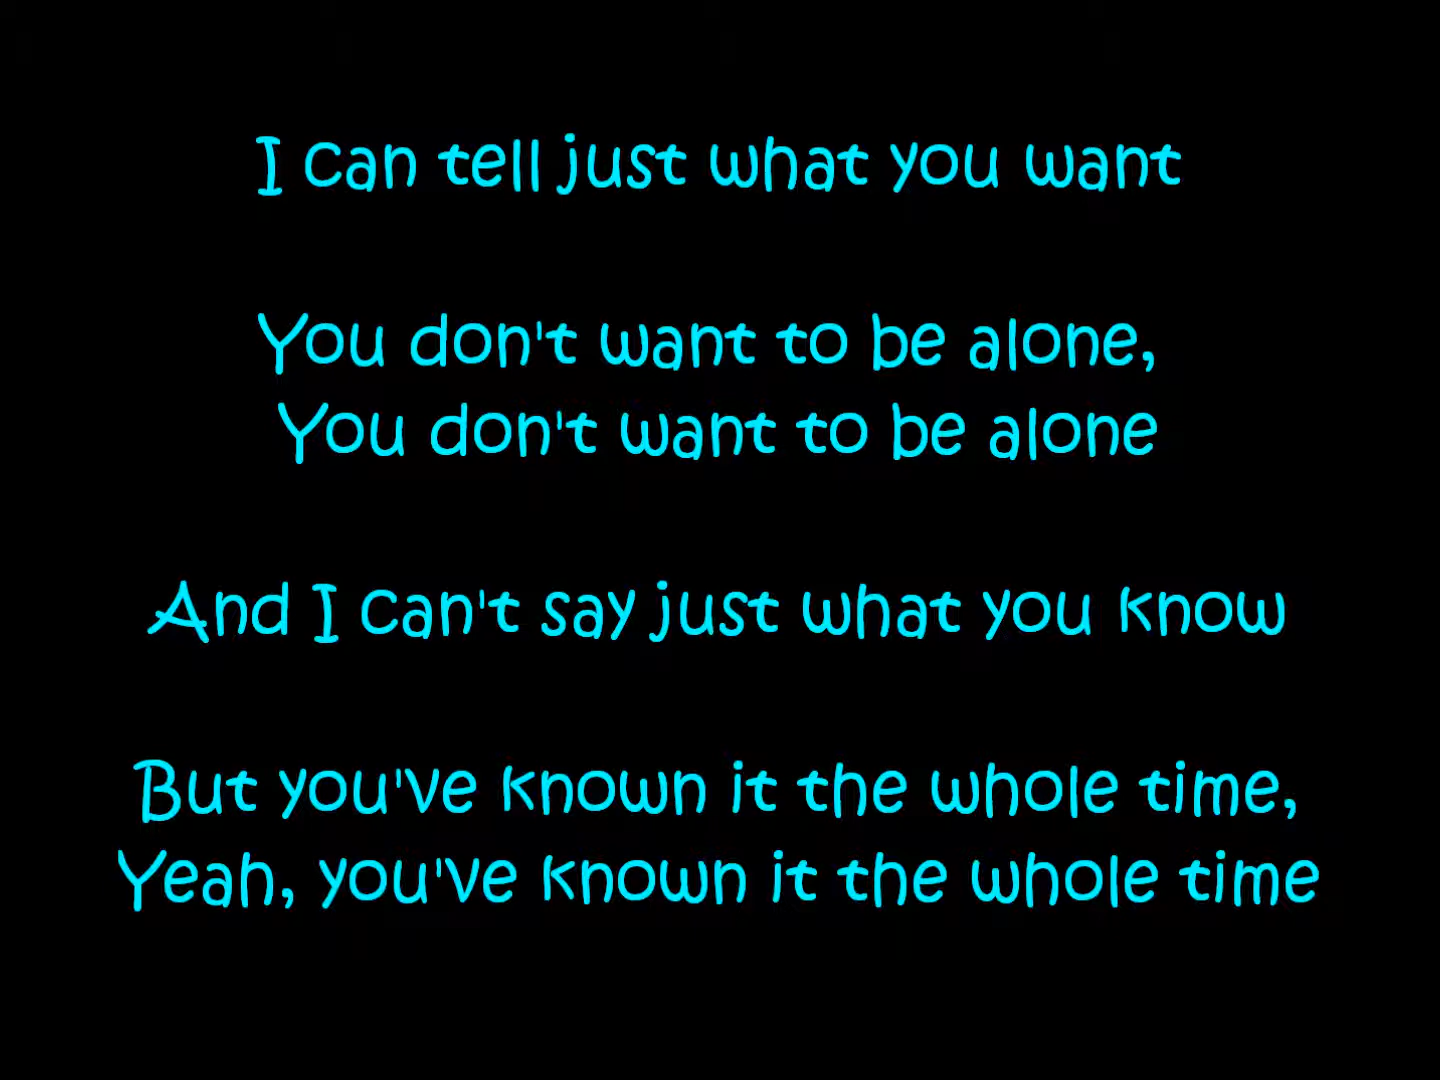 I can tell just what you want
You don't want to be alone,
You don't want to be alone
And I can't say just what you know
But you've known it the whole time,
Yeah, you've known it the whole time